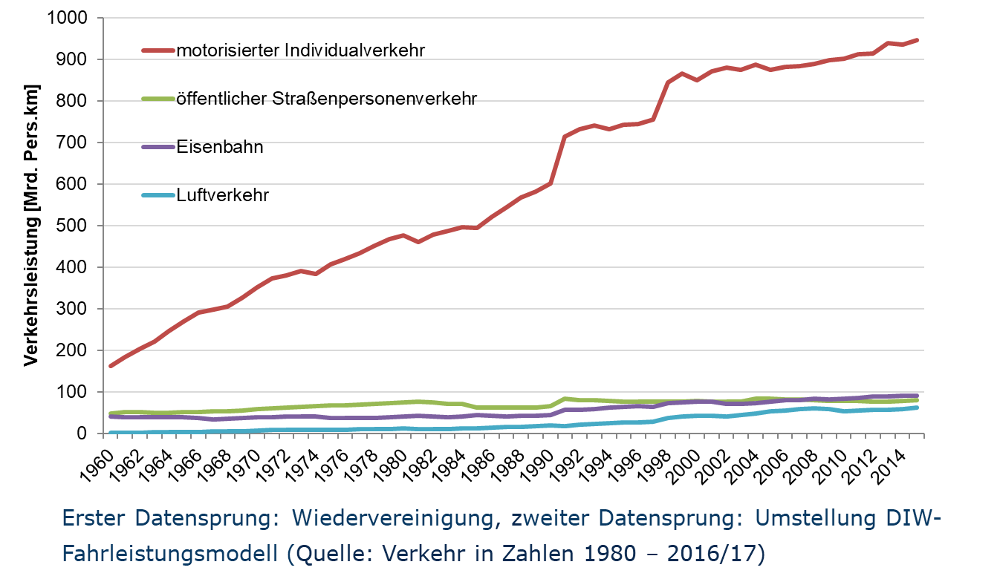 Verkehrsleistung [Mrd. Pers.km]
1000
900
800
700
600
500
400
300
200
100
0
motorisierter Individualverkehr
öffentlicher Straßenpersonenverkehr
Eisenbahn
Luftverkehr
1960 1962 1964 1966 1968 1970 1972 1974 1976 1978 1980 1982 1984 1986 1988 1990 1992 1994 1996 1998 2000 2002 2004 2006 2008 2010 2012 2014
Erster Datensprung: Wiedervereinigung, zweiter Datensprung: Umstellung DIW-
Fahrleistungsmodell (Quelle: Verkehr in Zahlen 1980 – 2016/17)